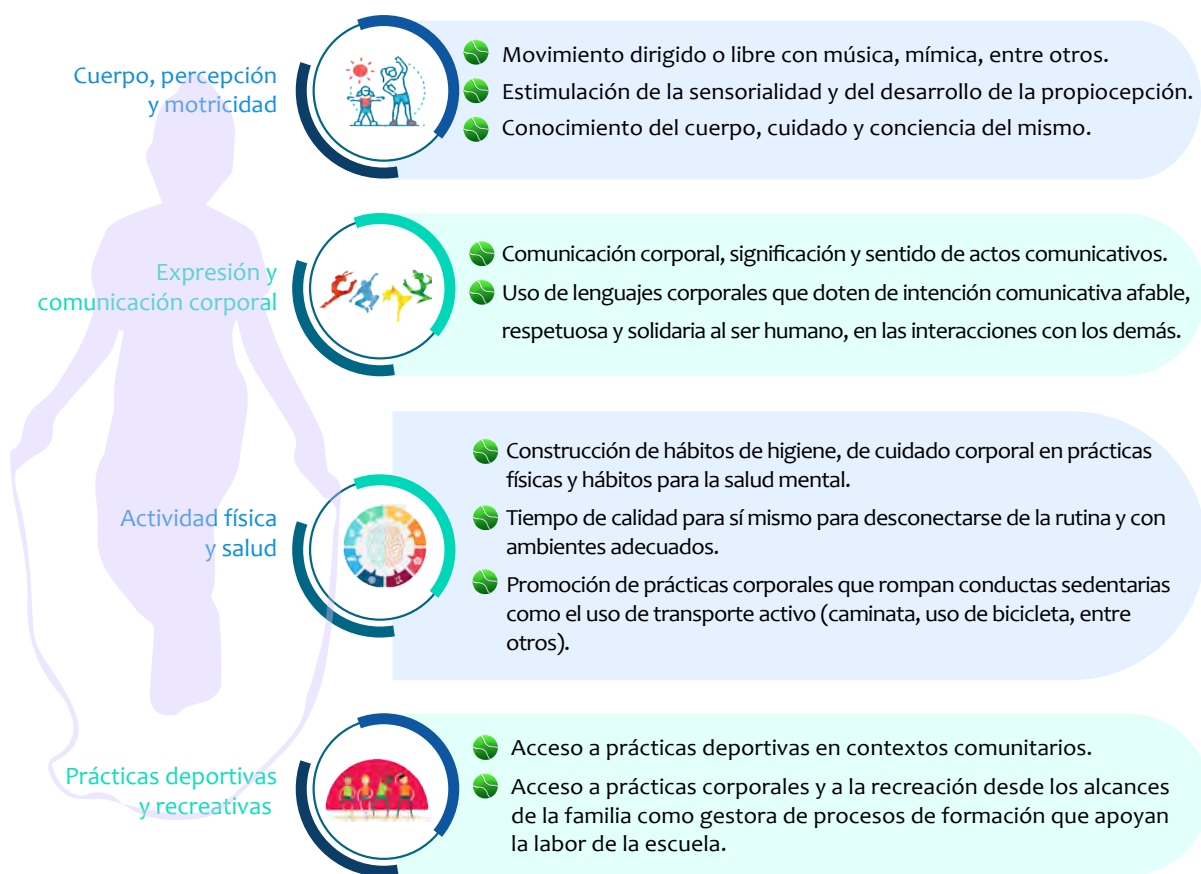 Cuerpo, percepción
y motricidad
Movimiento dirigido o libre con música, mímica, entre otros.
Estimulación de la sensorialidad y del desarrollo de la propiocepción.
Conocimiento del cuerpo, cuidado y conciencia del mismo.
Expresión y
comunicación corporal
Comunicación corporal, significación y sentido de actos comunicativos.
Uso de lenguajes corporales que doten de intención comunicativa afable,
respetuosa y solidaria al ser humano, en las interacciones con los demás.
Actividad física
y salud
Construcción de hábitos de higiene, de cuidado corporal en prácticas
físicas y hábitos para la salud mental.
Tiempo de calidad para sí mismo para desconectarse de la rutina y con
ambientes adecuados.
Promoción de prácticas corporales que rompan conductas sedentarias
como el uso de transporte activo (caminata, uso de bicicleta, entre
otros).
Prácticas deportivas
y recreativas
Acceso a prácticas deportivas en contextos comunitarios.
Acceso a prácticas corporales y a la recreación desde los alcances
de la familia como gestora de procesos de formación que apoyan
la labor de la escuela.